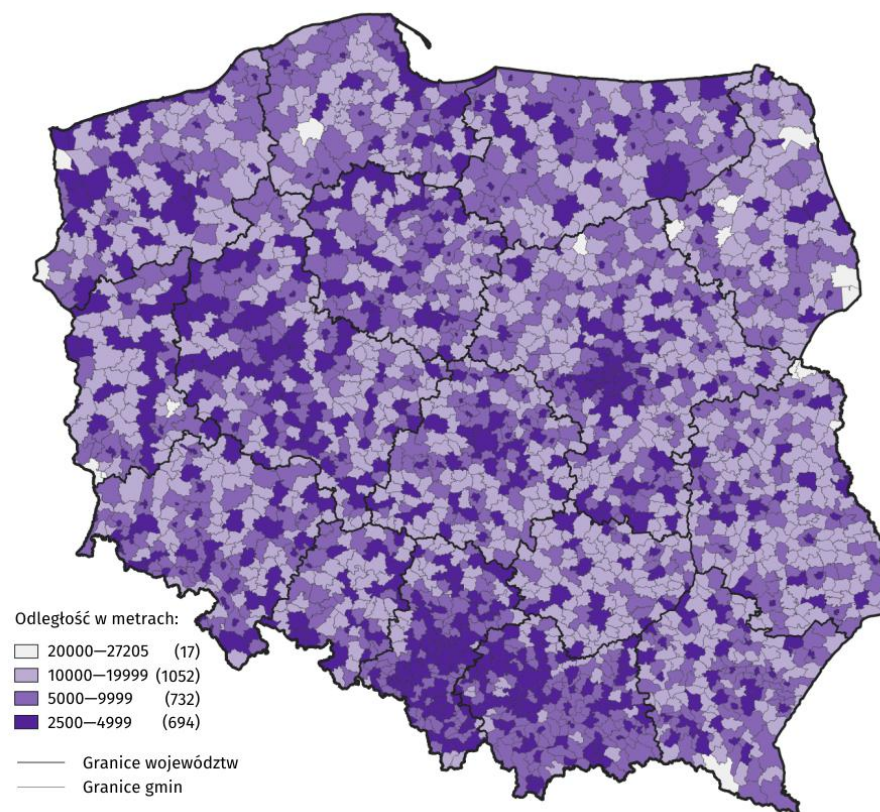 Odległość w metrach:
20000—27205 (17)
10000—19999 (1052)
5000—9999 (732)
2500—4999 (694)
Granice województw
Granice gmin